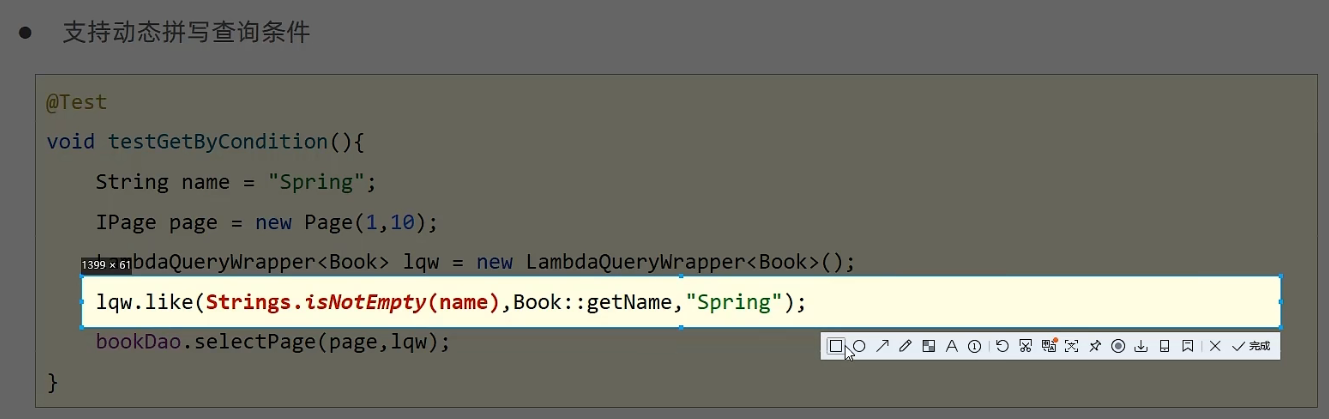 ● 支持动态拼写查询条件
@Test
void testGetByCondition(){
String name = "Spring";
IPage page = new Page(1,10);
1399 × 61
LambdaQueryWrapper<Book> lqw = new LambdaQueryWrapper<Book>();
lqw.like(Strings.isNotEmpty(name),Book::getName,"Spring");
bookDao.selectPage(page,lqw);
完成
}